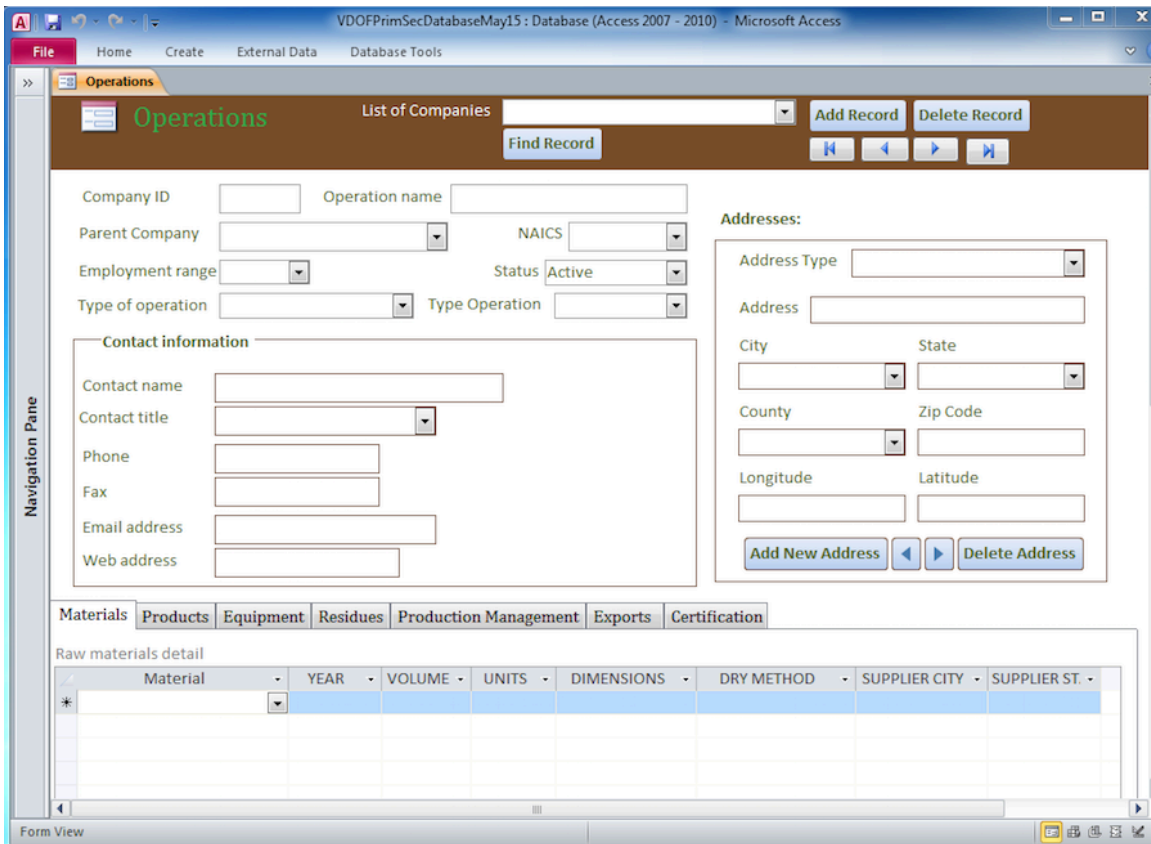 VDOFPrimSecDatabaseMay15 : Database (Access 2007 - 2010) - Microsoft Access
File Home Create External Data Database Tools
Operations
Operations
List of Companies
Add Record Delete Record
Find Record
Company ID Operation name
Parent Company NAICS
Employment range Status Active
Type of operation Type Operation
Contact information
Contact name
Contact title
Phone
Fax
Email address
Web address
Addresses:
Address Type
Address
City State
County Zip Code
Longitude Latitude
Add New Address Delete Address
Navigation Pane
Materials Products Equipment Residues Production Management Exports Certification
Raw materials detail
Material YEAR VOLUME UNITS DIMENSIONS DRY METHOD SUPPLIER CITY SUPPLIER ST.
Form View